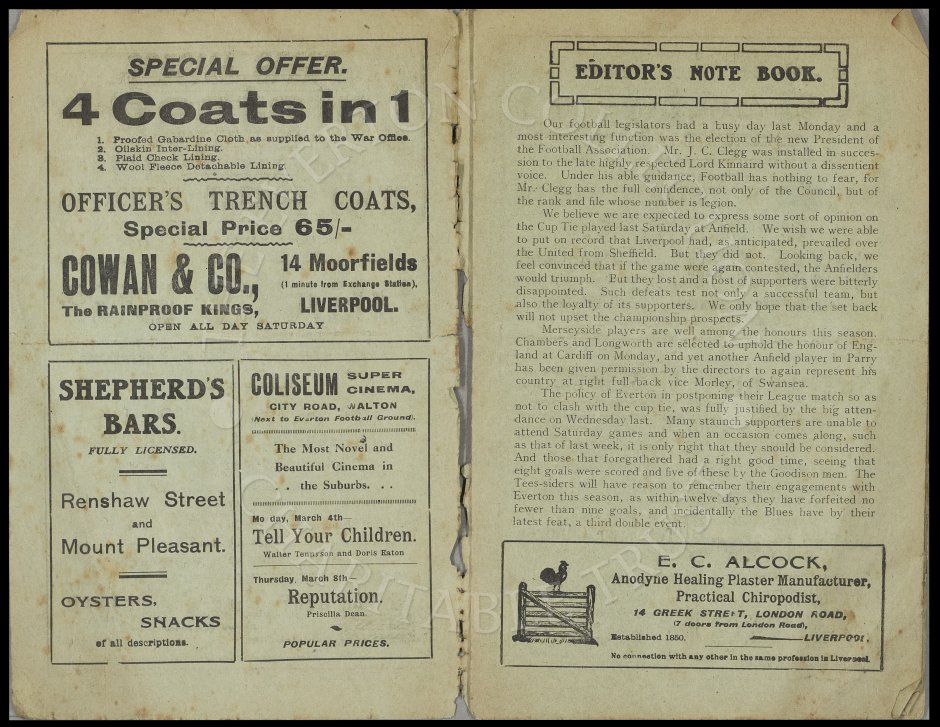 SPECIAL OFFER.
4 Coats in 1
1. Proofed Gabardine Cloth as supplied to the War Office.
2. Oilskin Inter-Lining.
3. Plaid Check Lining.
4. Wool Fleece Detachable Lining
OFFICER'S TRENCH COATS,
Special Price 65/-
COWAN & CO.,
The RAINPROOF KINGS,
14 Moorfields
(1 minute from Exchange Station),
LIVERPOOL.
OPEN ALL DAY SATURDAY
SHEPHERD'S
BARS.
FULLY LICENSED.
Renshaw Street
and
Mount Pleasant.
OYSTERS,
SNACKS
of all descriptions.
COLISEUM SUPER
CINEMA,
CITY ROAD, WALTON
(Next to Everton Football Ground).
The Most Novel and
Beautiful Cinema in
. . the Suburbs. . .
Mo day, March 4th—
Tell Your Children.
Walter Tennyson and Doris Eaton
Thursday, March 8th—
Reputation.
Priscilla Dean.
POPULAR PRICES.
EDITOR'S NOTE BOOK.
Our football legislators had a busy day last Monday and a
most interesting function was the election of the new President of
the Football Association. Mr. J. C. Clegg was installed in succes-
sion to the late highly respected Lord Kinnaird without a dissentient
voice. Under his able guidance, Football has nothing to fear, for
Mr. Clegg has the full confidence, not only of the Council, but of
the rank and file whose number is legion.
We believe we are expected to express some sort of opinion on
the Cup Tie played last Saturday at Anfield. We wish we were able
to put on record that Liverpool had, as anticipated, prevailed over
the United from Sheffield. But they did not. Looking back, we
feel convinced that if the game were again contested, the Anfielders
would triumph. But they lost and a host of supporters were bitterly
disappointed. Such defeats test not only a successful team, but
also the loyalty of its supporters. We only hope that the set back
will not upset the championship prospects.
Merseyside players are well among the honours this season.
Chambers and Longworth are selected to uphold the honour of Eng-
land at Cardiff on Monday, and yet another Anfield player in Parry
has been given permission by the directors to again represent his
country at right full back vice Morley, of Swansea.
The policy of Everton in postponing their League match so as
not to clash with the cup tie, was fully justified by the big atten-
dance on Wednesday last. Many staunch supporters are unable to
attend Saturday games and when an occasion comes along, such
as that of last week, it is only right that they snould be considered.
And those that foregathered had a right good time, seeing that
eight goals were scored and five of these by the Goodison men. The
Tees-siders will have reason to remember their engagements with
Everton this season, as within twelve days they have forfeited no
fewer than nine goals, and incidentally the Blues have by their
latest feat, a third double event.
E. C. ALCOCK,
Anodyne Healing Plaster Manufacturer,
Practical Chiropodist,
14 GREEK STREET, LONDON ROAD,
(7 doors from London Road),
Established 1850. LIVERPOOL.
No connection with any other in the same profession in Liverpool.